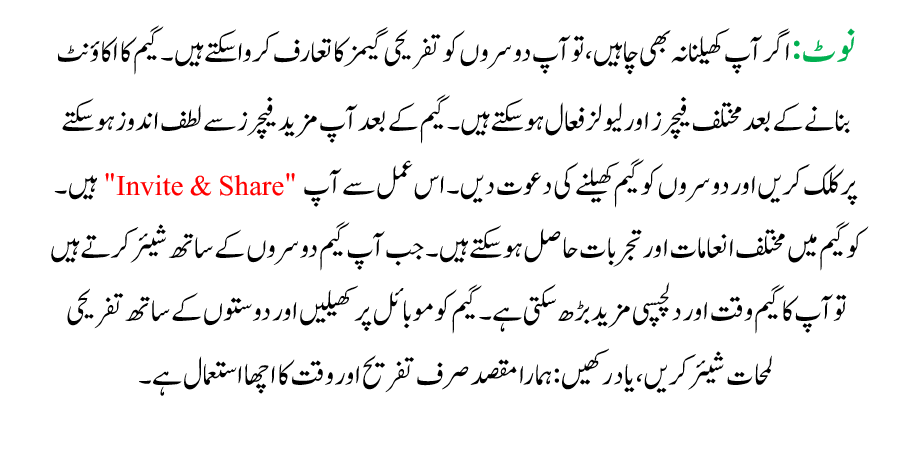 نوٹ: اگر آپ کھیلنا نہ بھی چاہیں، تو آپ دوسروں کو تفریحی گیمز کا تعارف کروا سکتے ہیں۔ گیم کا اکاؤنٹ
بنانے کے بعد مختلف فیچرز اور لیولز فعال ہو سکتے ہیں۔ گیم کے بعد آپ مزید فیچرز سے لطف اندوز ہو سکتے
ہیں۔ "Invite & Share" پر کلک کریں اور دوسروں کو گیم کھیلنے کی دعوت دیں۔ اس عمل سے آپ
کو گیم میں مختلف انعامات اور تجربات حاصل ہو سکتے ہیں۔ جب آپ گیم دوسروں کے ساتھ شیئر کرتے ہیں
تو آپ کا گیم وقت اور دلچسپی مزید بڑھ سکتی ہے۔ گیم کو موبائل پر کھیلیں اور دوستوں کے ساتھ تفریحی
لمحات شیئر کریں، یاد رکھیں: ہمارا مقصد صرف تفریح اور وقت کا اچھا استعمال ہے۔